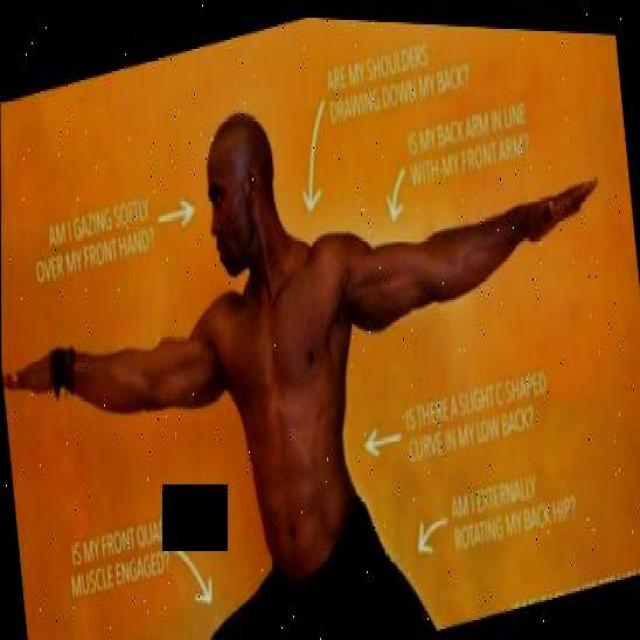 ARE MY SHOULDERS
DRAWING DOWN MY BACK?
IS MY BACK ARM IN LINE
WITH MY FRONT ARM?
AM I GAZING SOFTLY
OVER MY FRONT HAND?
IS THERE A SLIGHT C-SHAPED
CURVE IN MY LOW BACK?
AM I EXTERNALLY
ROTATING MY BACK HIP?
IS MY FRONT
MUSCLE ENGAGED?